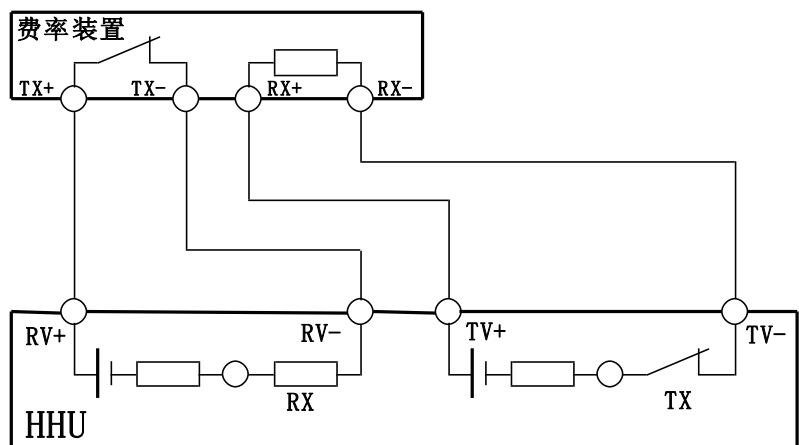 费率装置
TX+ TX- RX+ RX-
RV+ RV- TV+ TV-
RX TX
HHU